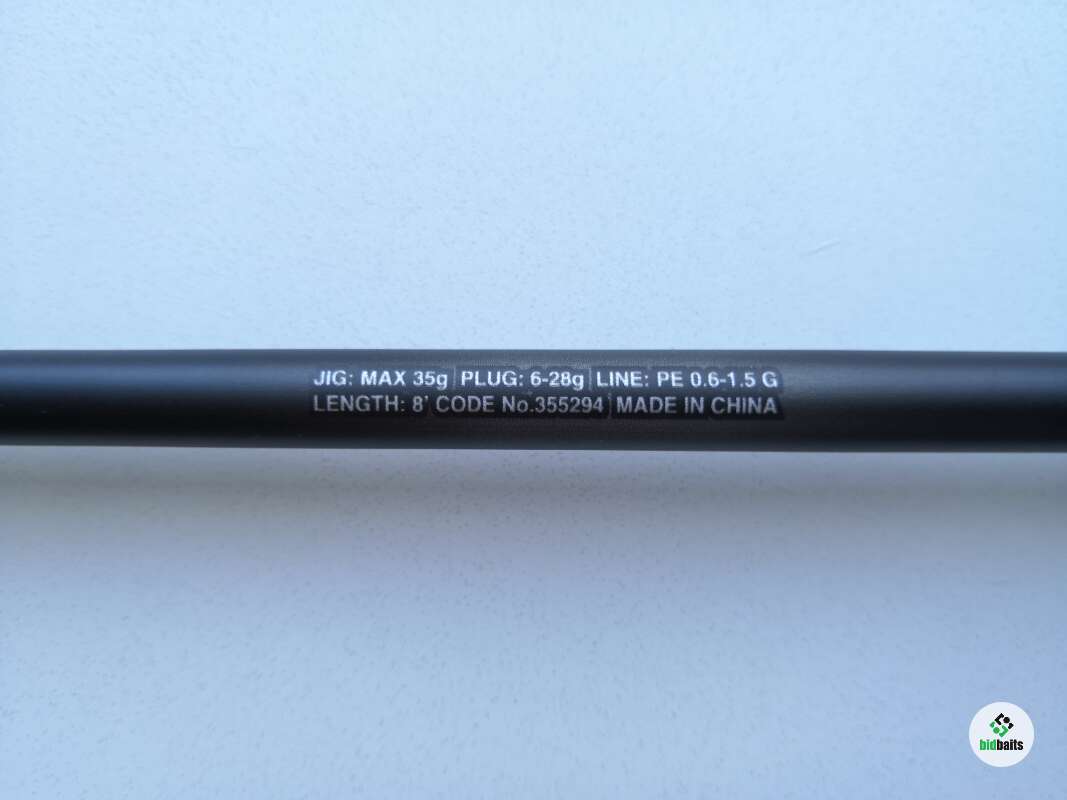 JIG: MAX 35g PLUG: 6-28g LINE: PE 0.6-1.5 G
LENGTH: 8' CODE No.355294 MADE IN CHINA
bidbaits